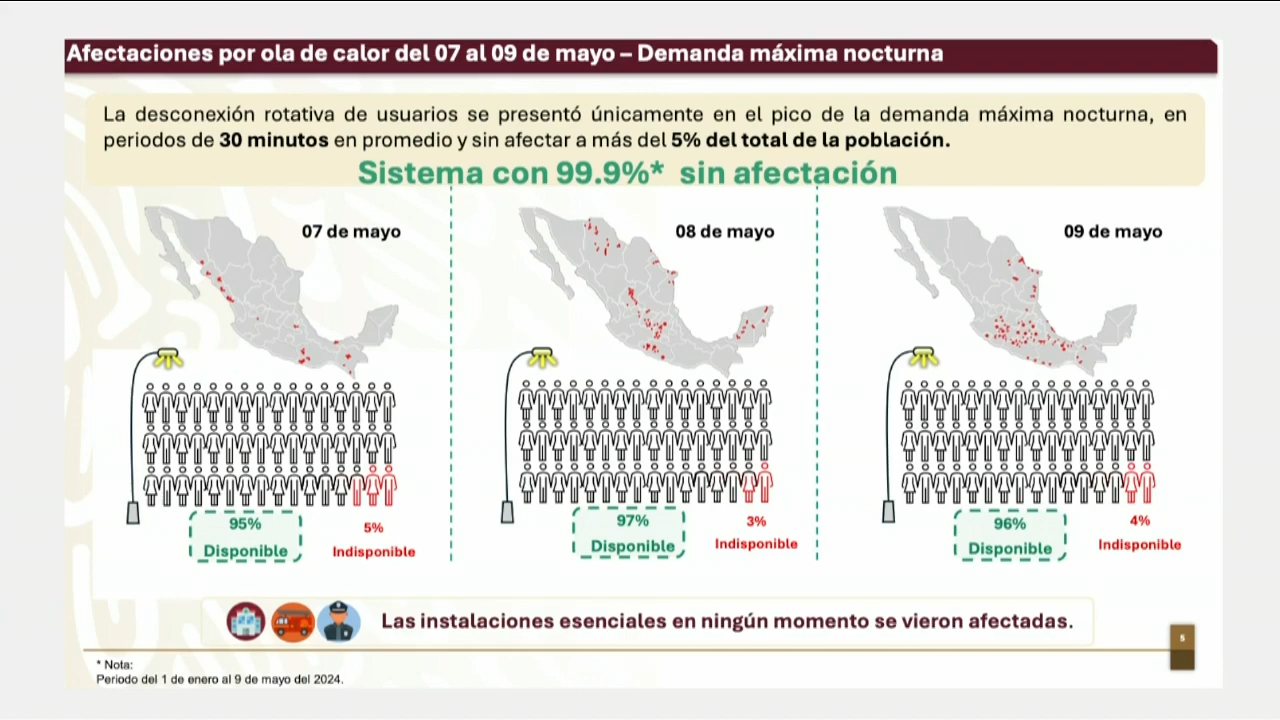 Afectaciones por ola de calor del 07 al 09 de mayo – Demanda máxima nocturna
La desconexión rotativa de usuarios se presentó únicamente en el pico de la demanda máxima nocturna, en
periodos de 30 minutos en promedio y sin afectar a más del 5% del total de la población.
Sistema con 99.9%* sin afectación
07 de mayo
08 de mayo
09 de mayo
95%
Disponible
5%
Indisponible
97%
Disponible
3%
Indisponible
96%
Disponible
4%
Indisponible
Las instalaciones esenciales en ningún momento se vieron afectadas.
5
* Nota:
Periodo del 1 de enero al 9 de mayo del 2024.